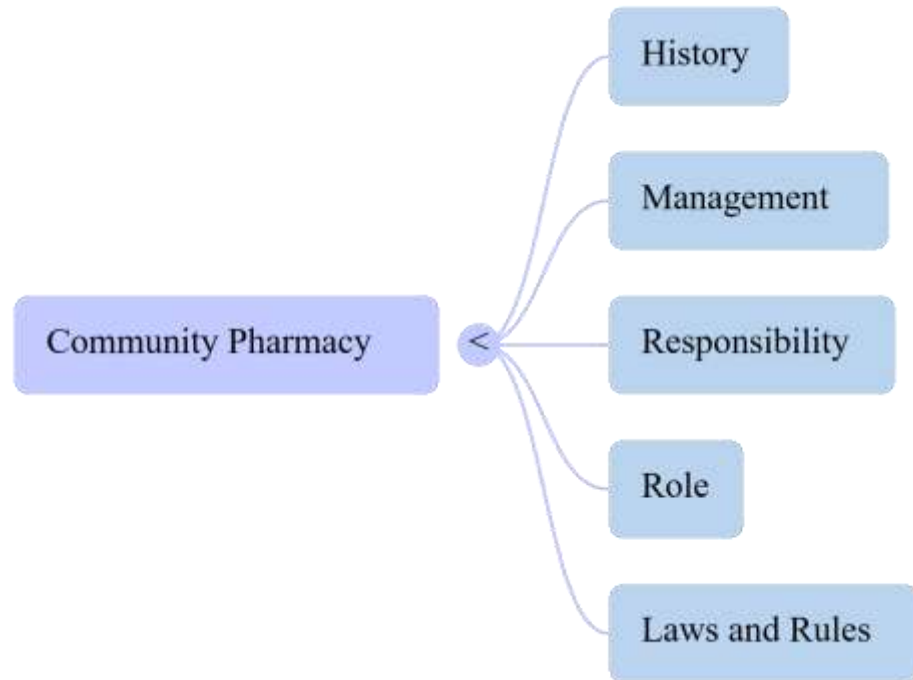 History
Management
Community Pharmacy
<
Responsibility
Role
Laws and Rules